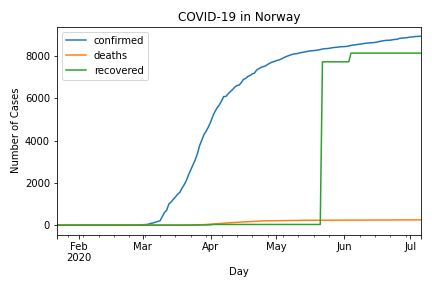 COVID-19 in Norway
confirmed
deaths
recovered
Number of Cases
8000
6000
4000
2000
0
Feb Mar Apr May Jun Jul
2020
Day